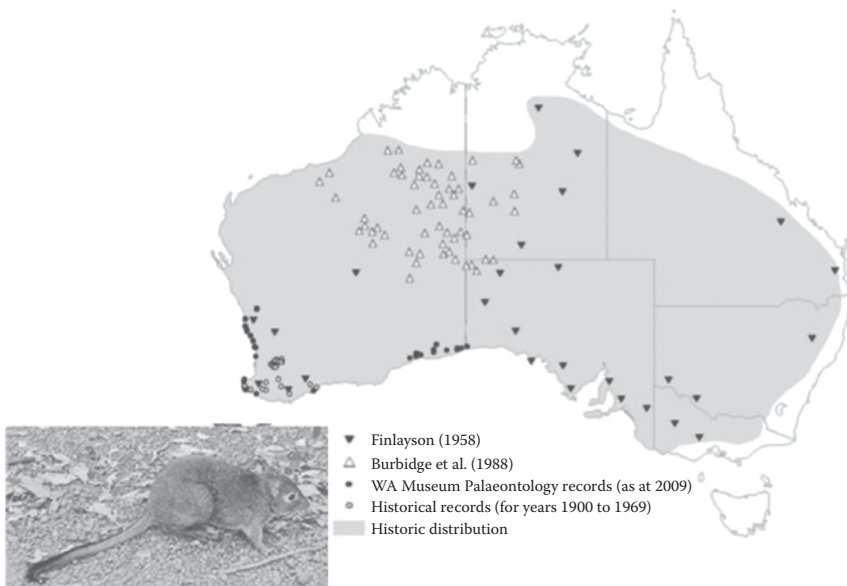 Finlayson (1958)
Burbidge et al. (1988)
WA Museum Palaeontology records (as at 2009)
Historical records (for years 1900 to 1969)
Historic distribution